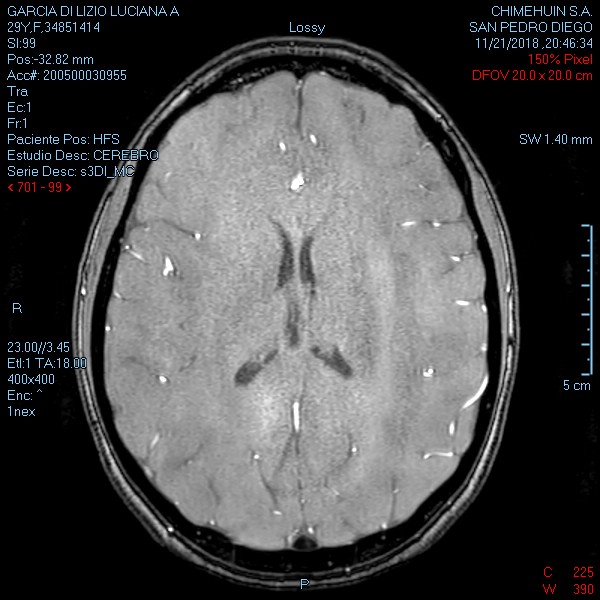 GARCIA DI LIZIO LUCIANA A
29Y,F,34851414
Sl:99
Pos:-32.82 mm
Acc#: 200500030955
Tra
Ec:1
Fr:1
Paciente Pos: HFS
Estudio Desc: CEREBRO
Serie Desc: s3DI_MC
< 701 - 99 >
Lossy
CHIMEHUIN S.A.
SAN PEDRO DIEGO
11/21/2018 ,20:46:34
150% Pixel
DFOV 20.0 x 20.0 cm
SW 1.40 mm
R
23.00//3.45
Etl:1 TA:18.00
400x400
Enc: ^
1nex
5 cm
P
C 225
W 390